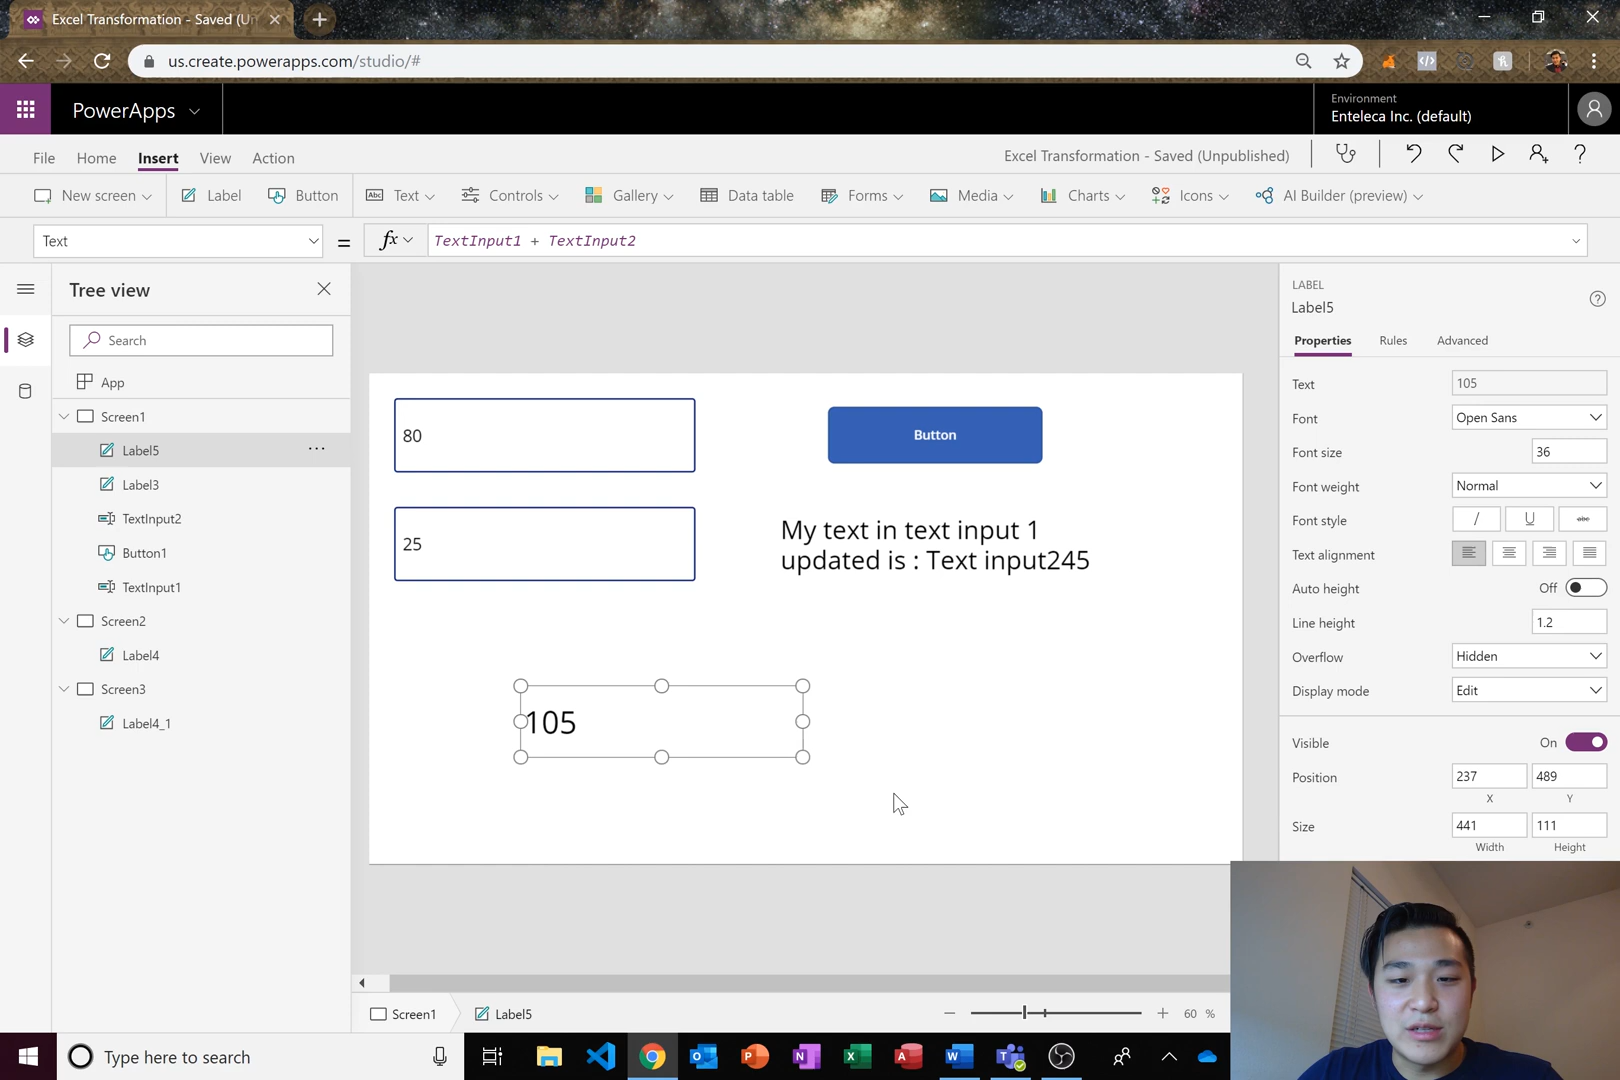 Excel Transformation - Saved (Un
us.create.powerapps.com/studio/#
PowerApps
Environment
Enteleca Inc. (default)
File Home Insert View Action
Excel Transformation - Saved (Unpublished)
New screen Label Button Text Controls Gallery Data table Forms Media Charts Icons AI Builder (preview)
Text = fx TextInput1 + TextInput2
Tree view
Search
App
Screen1
Label5
Label3
TextInput2
Button1
TextInput1
Screen2
Label4
Screen3
Label4_1
80
Button
25
My text in text input 1
updated is : Text input245
105
LABEL
Label5
Properties Rules Advanced
Text 105
Font Open Sans
Font size 36
Font weight Normal
Font style / U abc
Text alignment
Auto height Off
Line height 1.2
Overflow Hidden
Display mode Edit
Visible On
Position 237 489
X Y
Size 441 111
Width Height
Screen1 Label5 60 %
Type here to search